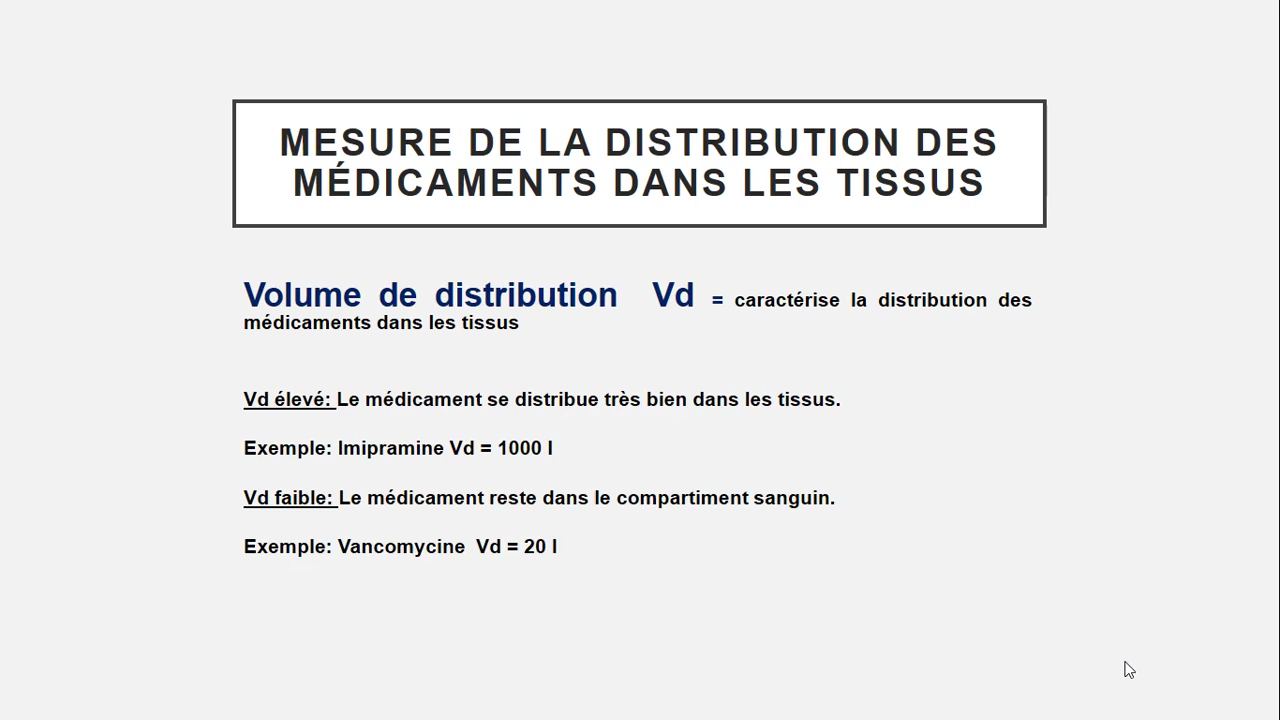 MESURE DE LA DISTRIBUTION DES
MÉDICAMENTS DANS LES TISSUS
Volume de distribution Vd = caractérise la distribution des
médicaments dans les tissus
Vd élevé: Le médicament se distribue très bien dans les tissus.
Exemple: Imipramine Vd = 1000 l
Vd faible: Le médicament reste dans le compartiment sanguin.
Exemple: Vancomycine Vd = 20 l